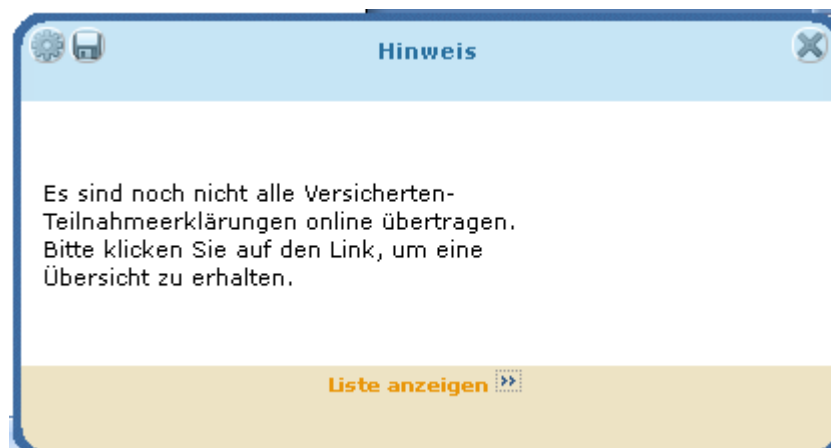 Hinweis
Es sind noch nicht alle Versicherten-
Teilnahmeerklärungen online übertragen.
Bitte klicken Sie auf den Link, um eine
Übersicht zu erhalten.
Liste anzeigen